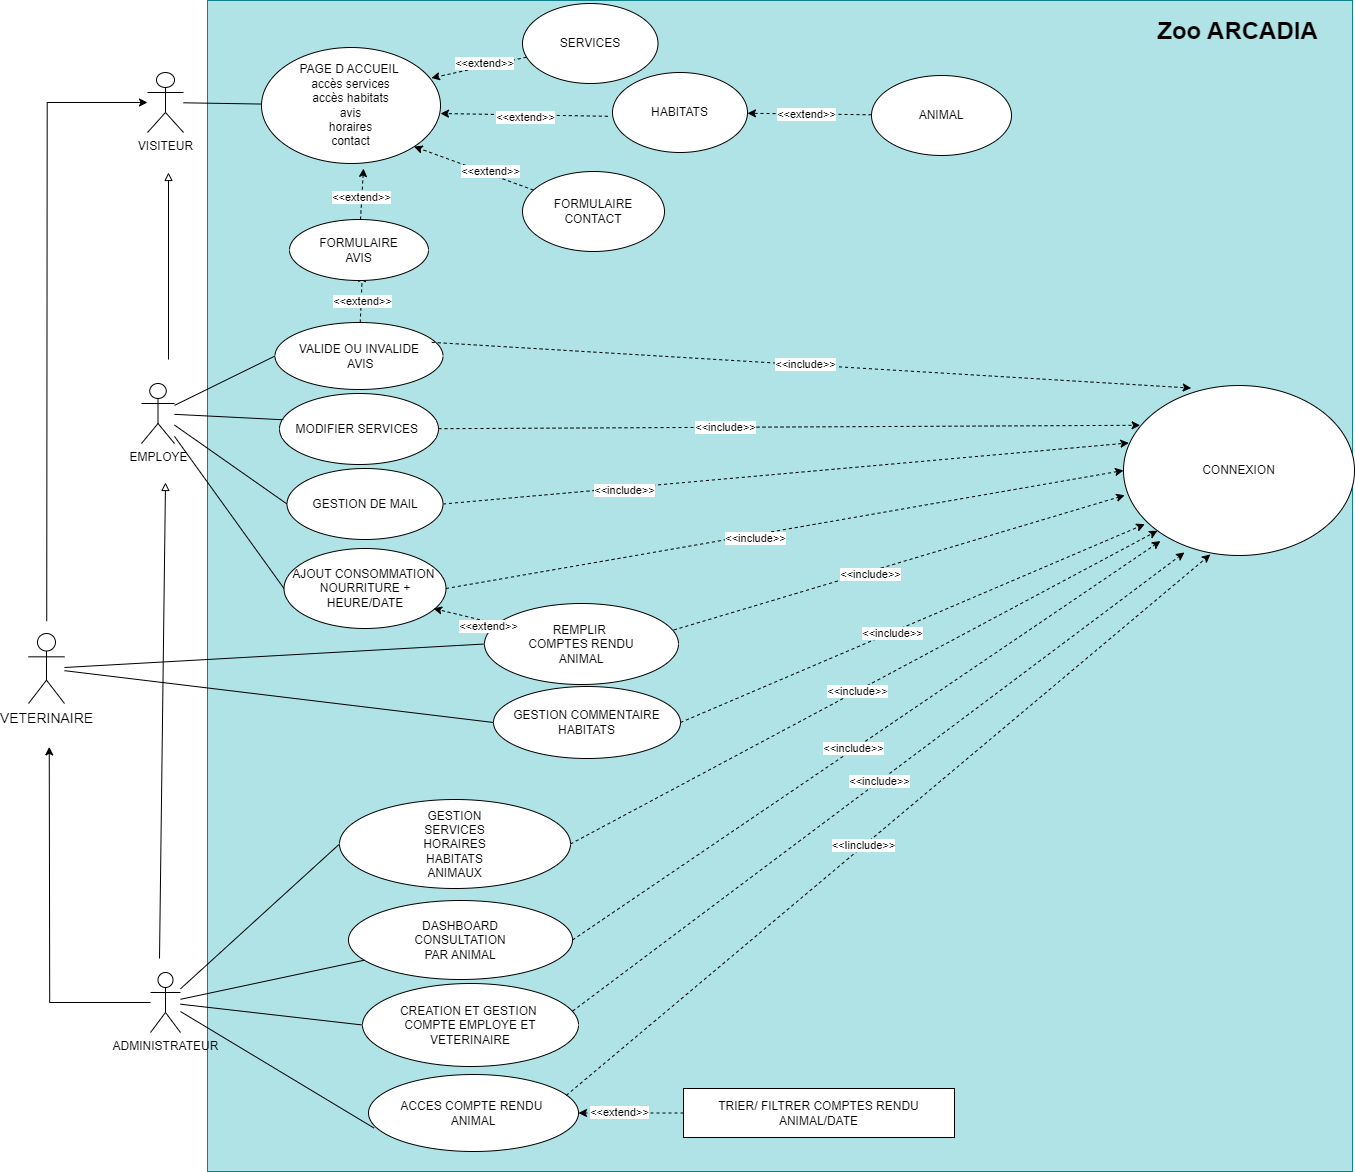 Zoo ARCADIA
SERVICES
<<extend>>
PAGE D ACCUEIL
accès services
accès habitats
avis
horaires
contact
HABITATS
<<extend>>
ANIMAL
<<extend>>
VISITEUR
<<extend>>
FORMULAIRE
CONTACT
<<extend>>
FORMULAIRE
AVIS
<<extend>>
VALIDE OU INVALIDE
AVIS
<<include>>
MODIFIER SERVICES
<<include>>
EMPLOYE
CONNEXION
GESTION DE MAIL
<<include>>
<<include>>
AJOUT CONSOMMATION
NOURRITURE +
HEURE/DATE
<<include>>
<<extend>>
REMPLIR
COMPTES RENDU
ANIMAL
<<include>>
VETERINAIRE
GESTION COMMENTAIRE
HABITATS
<<include>>
<<include>>
<<include>>
GESTION
SERVICES
HORAIRES
HABITATS
ANIMAUX
<<Iinclude>>
DASHBOARD
CONSULTATION
PAR ANIMAL
CREATION ET GESTION
COMPTE EMPLOYE ET
VETERINAIRE
ADMINISTRATEUR
ACCES COMPTE RENDU
ANIMAL
<<extend>>
TRIER/ FILTRER COMPTES RENDU
ANIMAL/DATE